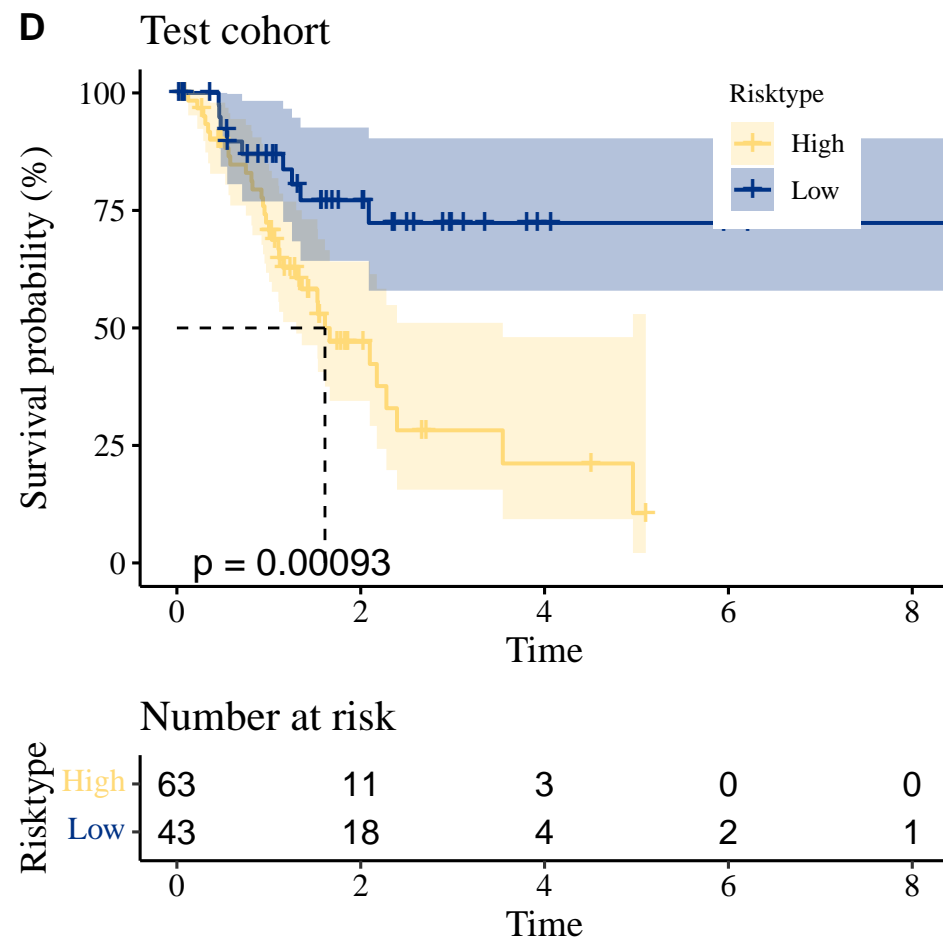 D
Test cohort
Survival probability (%)
100
75
50
25
0
Risktype
High
Low
p = 0.00093
0 2 4 6 8
Time
Number at risk
Risktype
High 63 11 3 0 0
Low 43 18 4 2 1
0 2 4 6 8
Time